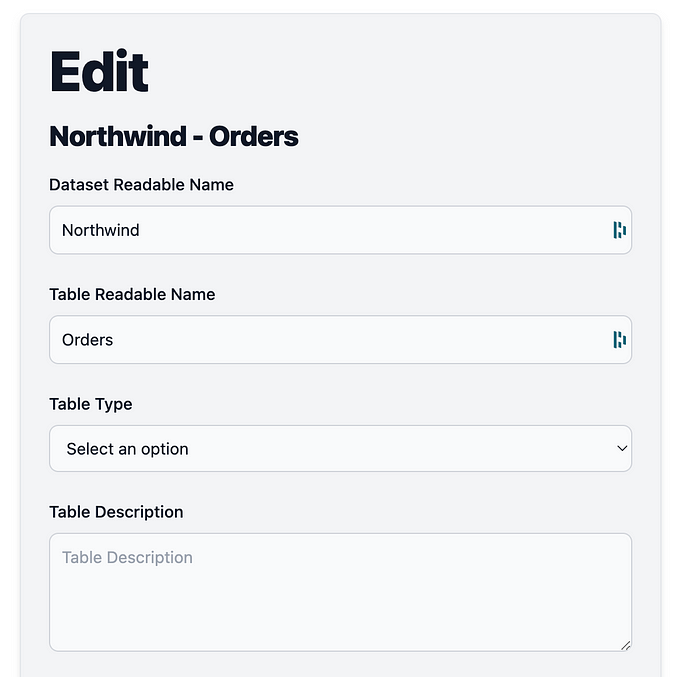 Edit
Northwind - Orders
Dataset Readable Name
Northwind
Table Readable Name
Orders
Table Type
Select an option
Table Description
Table Description